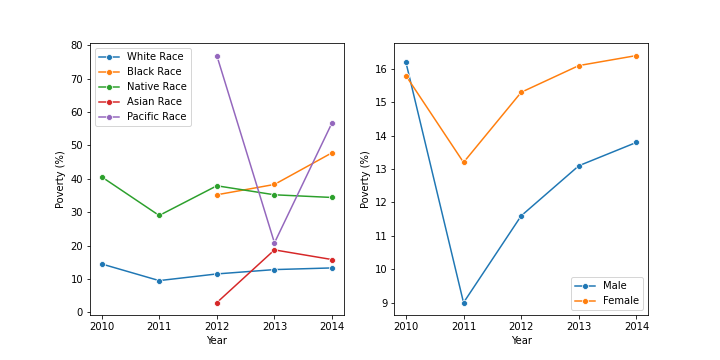 80
70
60
50
40
30
20
10
0
Poverty (%)
White Race
Black Race
Native Race
Asian Race
Pacific Race
2010 2011 2012 2013 2014
Year
16
15
14
13
12
11
10
9
Poverty (%)
Male
Female
2010 2011 2012 2013 2014
Year